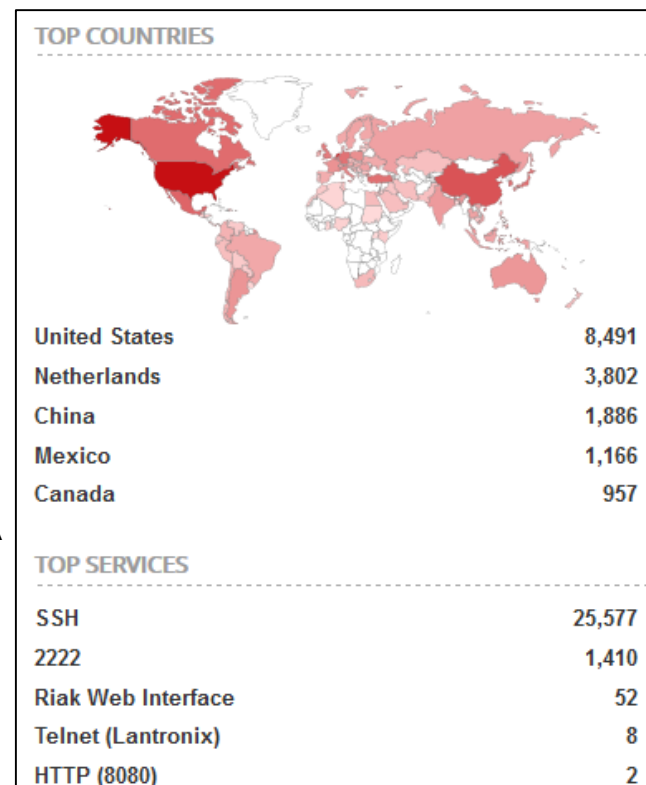 TOP COUNTRIES
United States 8,491
Netherlands 3,802
China 1,886
Mexico 1,166
Canada 957
TOP SERVICES
SSH 25,577
2222 1,410
Riak Web Interface 52
Telnet (Lantronix) 8
HTTP (8080) 2